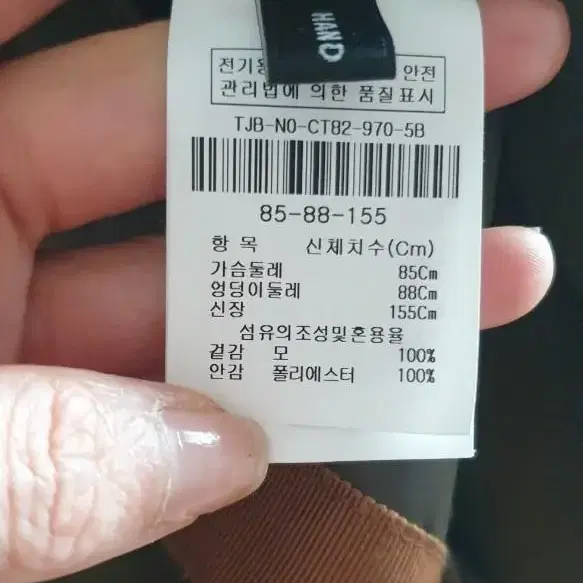 HAND
전기용 안전
관리법에 의한 품질표시
TJB-NO-CT82-970-5B
85-88-155
항 목 신체치수(Cm)
가슴둘레 85Cm
엉덩이둘레 88Cm
신장 155Cm
섬유의조성및혼용율
겉감 모 100%
안감 폴리에스터 100%